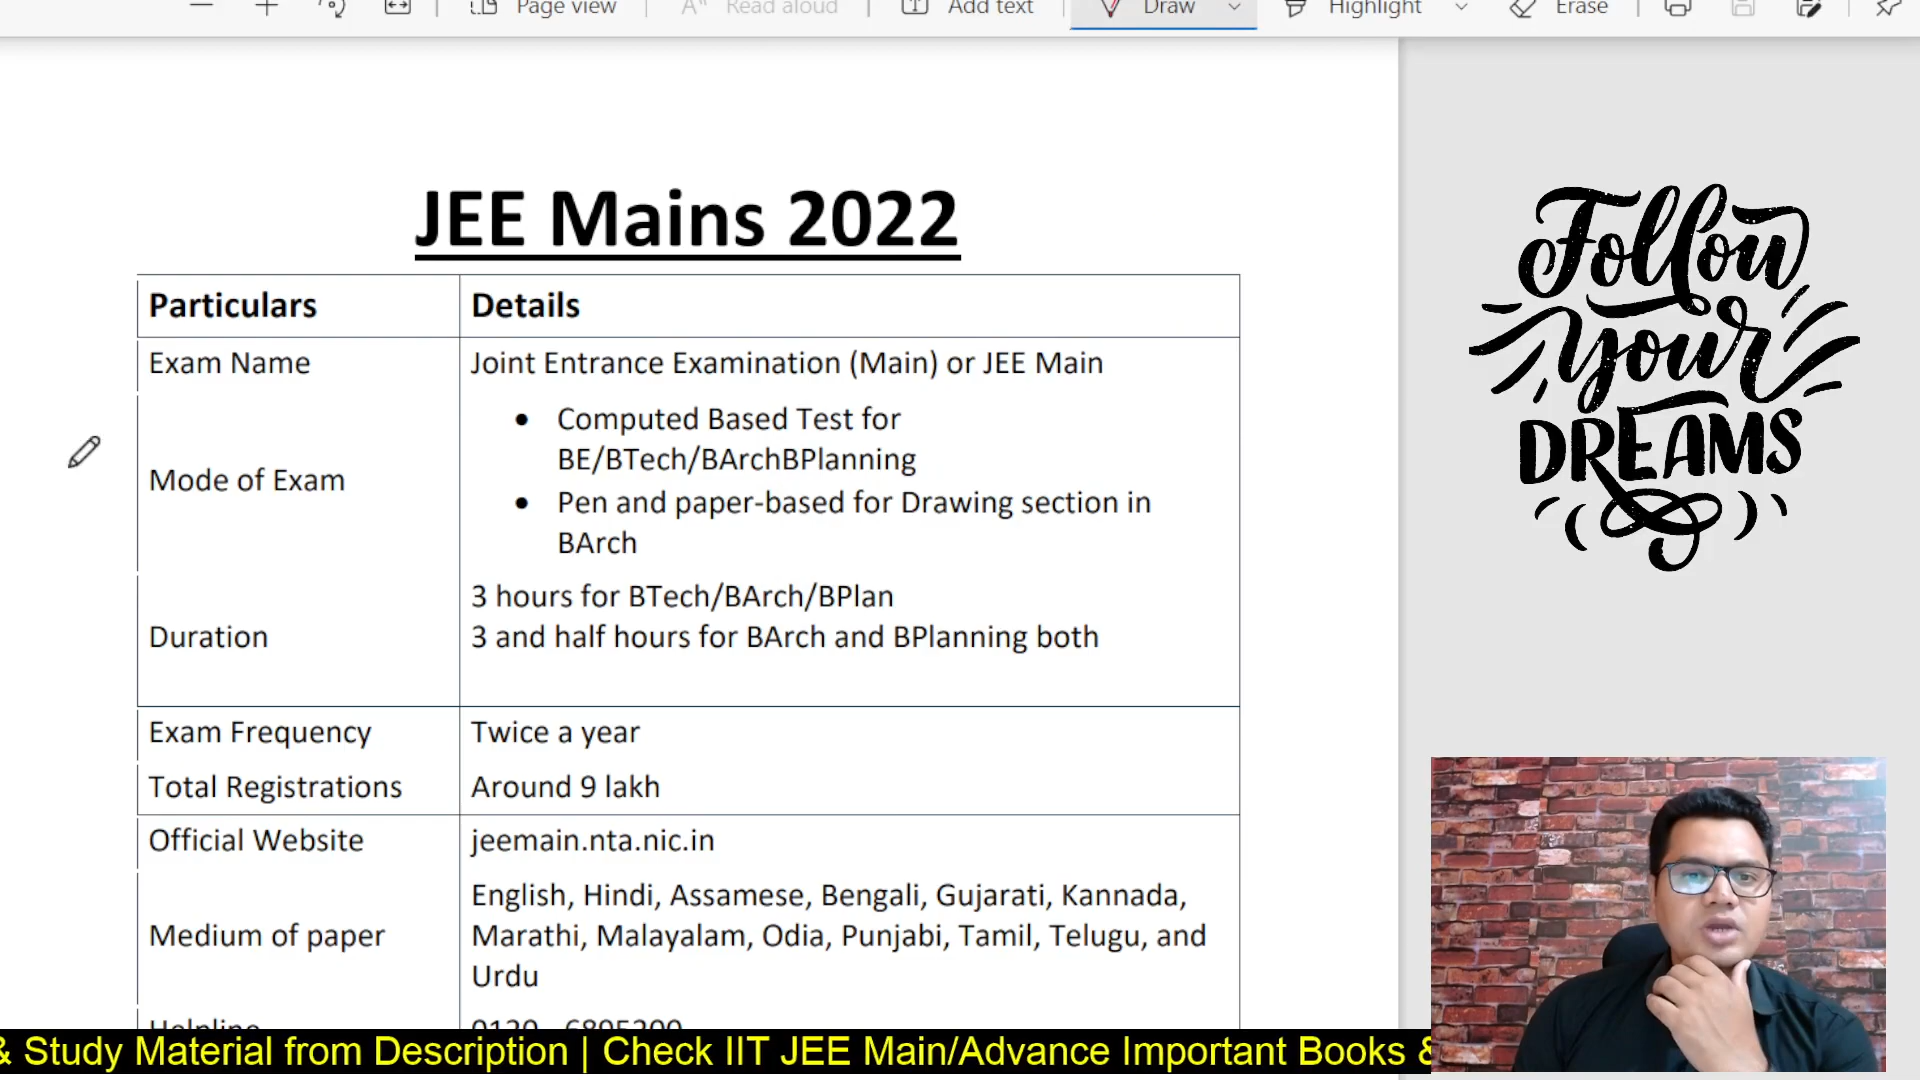 Page view
Read aloud
Add text
Draw
Highlight
Erase
JEE Mains 2022
Particulars
Details
Exam Name
Joint Entrance Examination (Main) or JEE Main
Mode of Exam
• Computed Based Test for
BE/BTech/BArchBPlanning
• Pen and paper-based for Drawing section in
BArch
Duration
3 hours for BTech/BArch/BPlan
3 and half hours for BArch and BPlanning both
Exam Frequency
Twice a year
Total Registrations
Around 9 lakh
Official Website
jeemain.nta.nic.in
Medium of paper
English, Hindi, Assamese, Bengali, Gujarati, Kannada,
Marathi, Malayalam, Odia, Punjabi, Tamil, Telugu, and
Urdu
Helpline
Follow
Your
DREAMS
& Study Material from Description | Check IIT JEE Main/Advance Important Books &